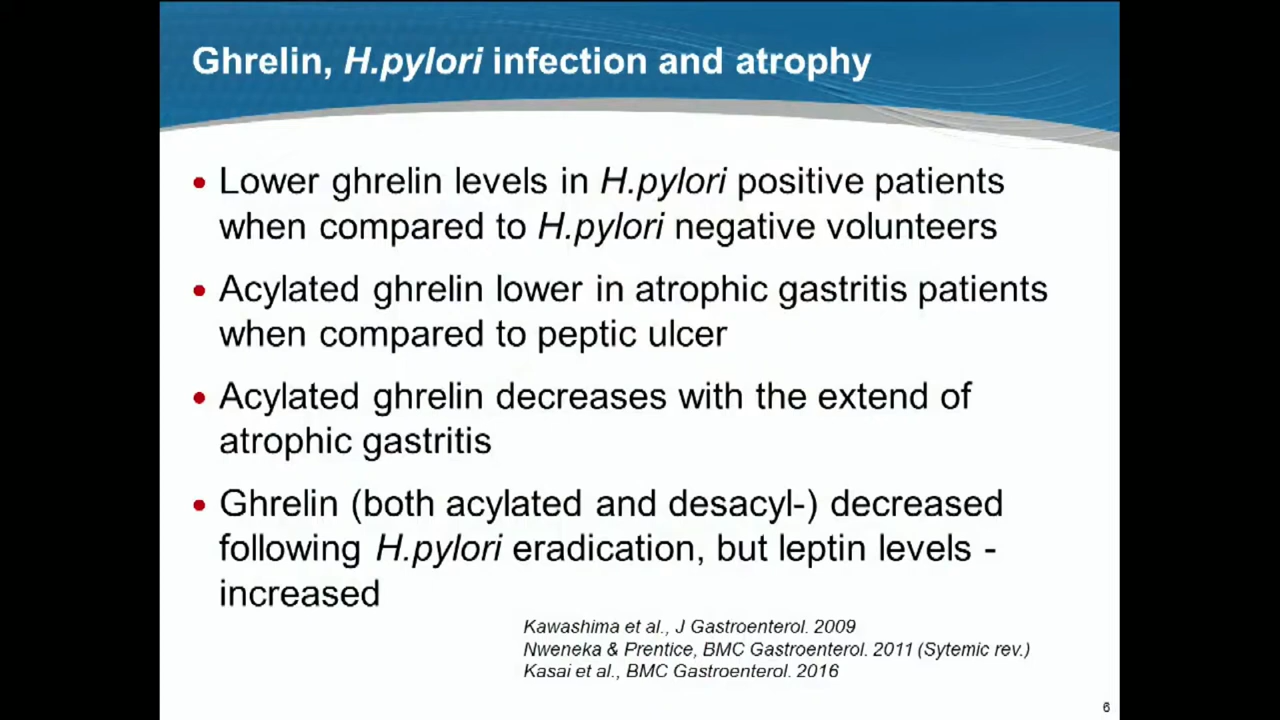 Ghrelin, H.pylori infection and atrophy
• Lower ghrelin levels in H.pylori positive patients
when compared to H.pylori negative volunteers
• Acylated ghrelin lower in atrophic gastritis patients
when compared to peptic ulcer
• Acylated ghrelin decreases with the extend of
atrophic gastritis
• Ghrelin (both acylated and desacyl-) decreased
following H.pylori eradication, but leptin levels -
increased
Kawashima et al., J Gastroenterol. 2009
Nweneka & Prentice, BMC Gastroenterol. 2011 (Sytemic rev.)
Kasai et al., BMC Gastroenterol. 2016
6